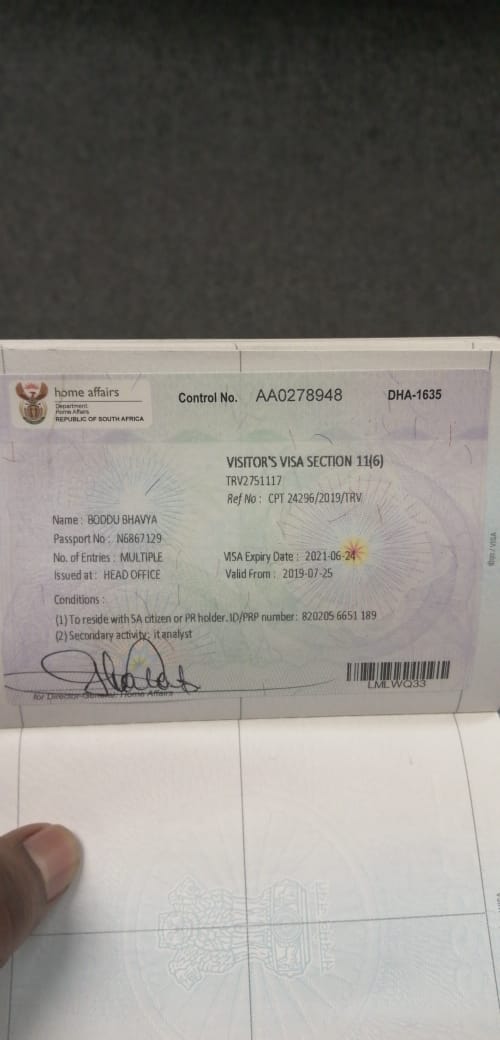 home affairs
Department:
Home Affairs
REPUBLIC OF SOUTH AFRICA
Control No. AA0278948 DHA-1635
VISITOR'S VISA SECTION 11(6)
TRV2751117
Ref No : CPT 24296/2019/TRV
Name : BODDU BHAVYA
Passport No : N6867129
No. of Entries : MULTIPLE VISA Expiry Date : 2021-06-24
Issued at : HEAD OFFICE Valid From : 2019-07-25
Conditions :
(1) To reside with SA citizen or PR holder.ID/PRP number: 820205 6651 189
(2) Secondary activity: it analyst
for Director-General: Home Affairs
LMLWQ33
/ VISA